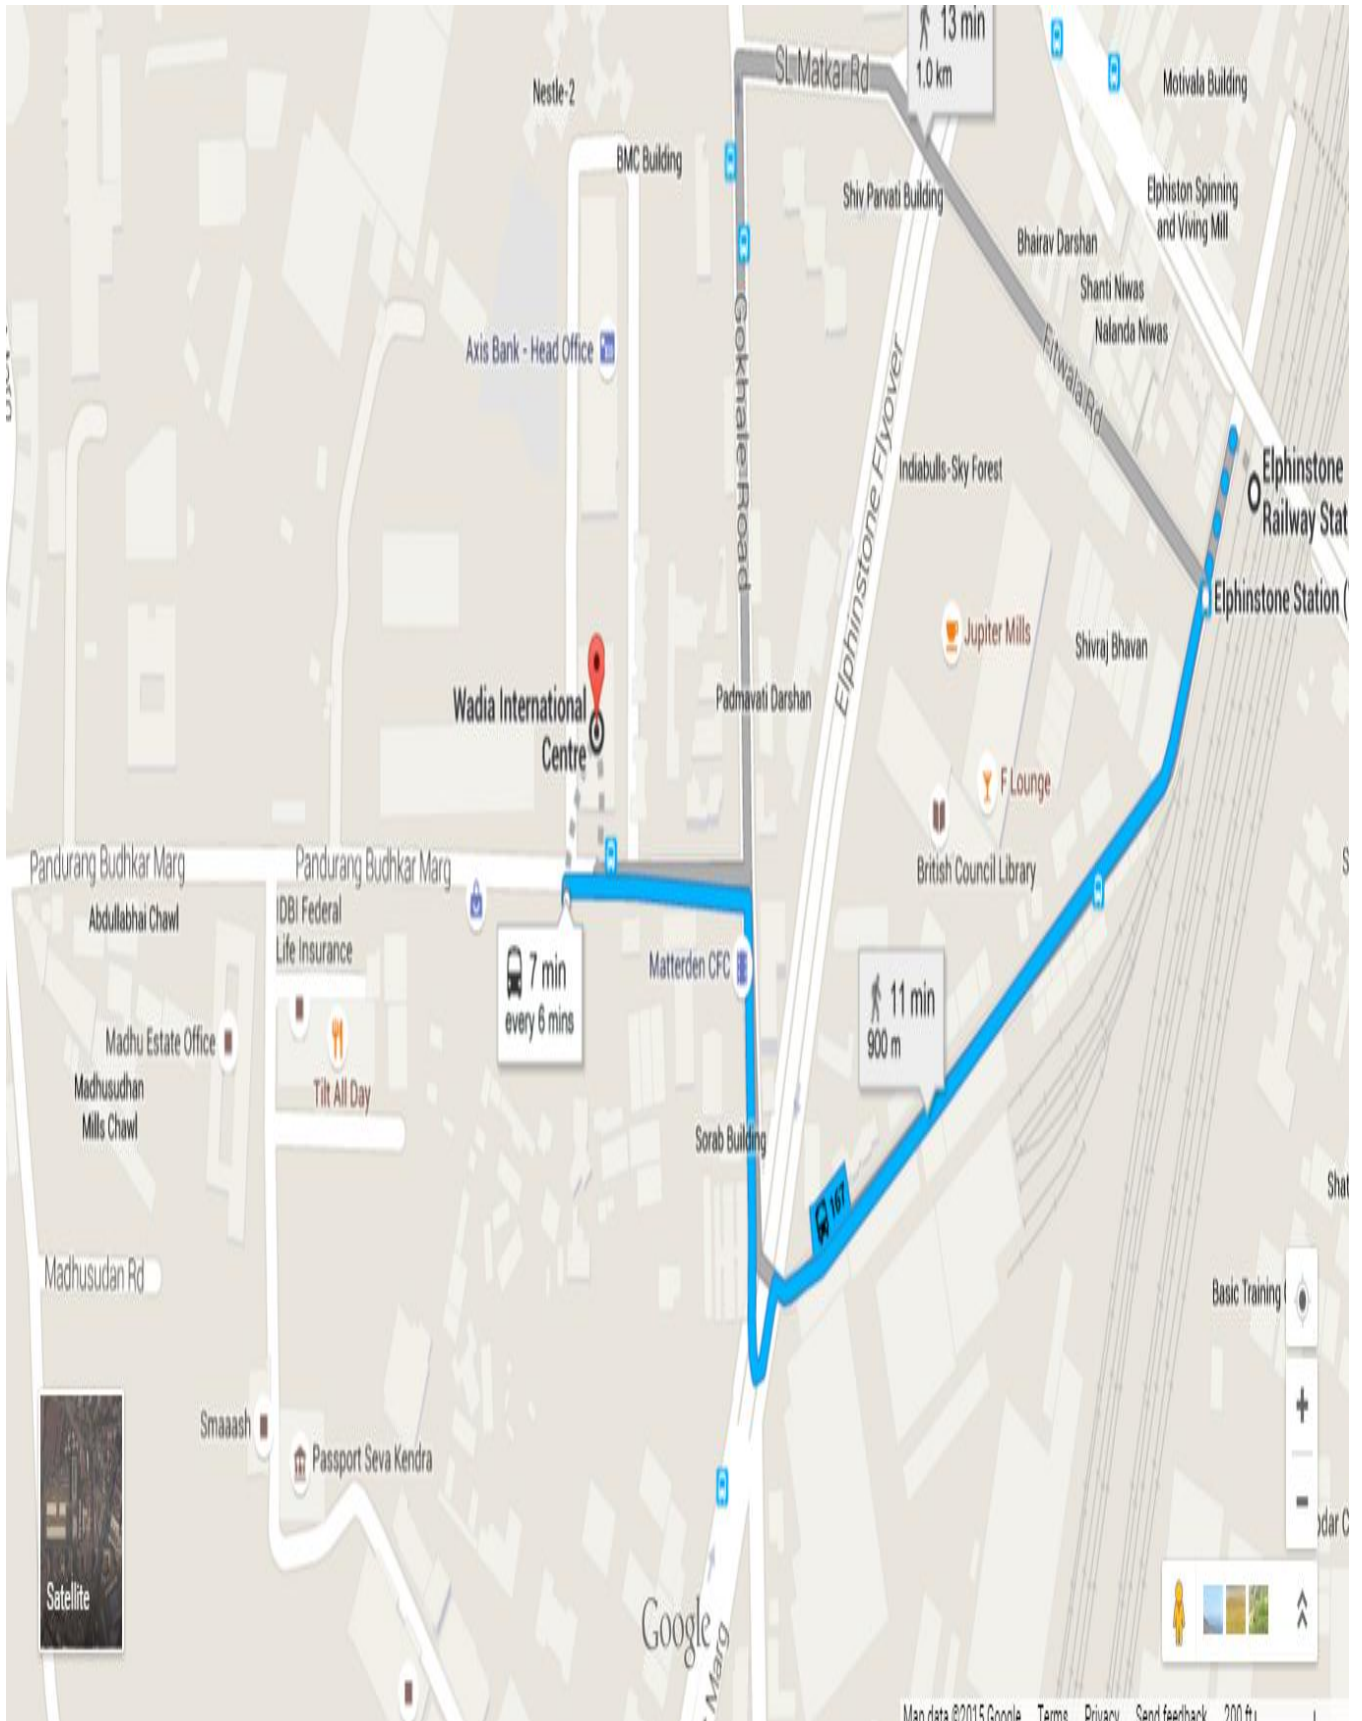 13 min
1.0 km
SL Matkar Rd
Motivala Building
Nestle-2
BMC Building
Shiv Parvati Building
Elphiston Spinning
and Viving Mill
Bhairav Darshan
Shanti Niwas
Nalanda Niwas
Axis Bank - Head Office
Gokhale Road
Elphinstone Flyover
Fitwala Rd
Indiabulls-Sky Forest
Elphinstone
Railway Stat
Elphinstone Station (
Jupiter Mills
Shivraj Bhavan
Wadia International
Centre
Padmavati Darshan
F Lounge
British Council Library
Pandurang Budhkar Marg
Pandurang Budhkar Marg
Abdullabhai Chawl
IDBI Federal
Life Insurance
7 min
every 6 mins
Matterden CFC
11 min
900 m
Madhu Estate Office
Madhusudhan
Mills Chawl
Tilt All Day
Sorab Building
167
Shat
Madhusudan Rd
Basic Training
Smaaash
Passport Seva Kendra
odar C
Satellite
Google
Marg
Map data ©2015 Google Terms Privacy Send feedback 200 ft